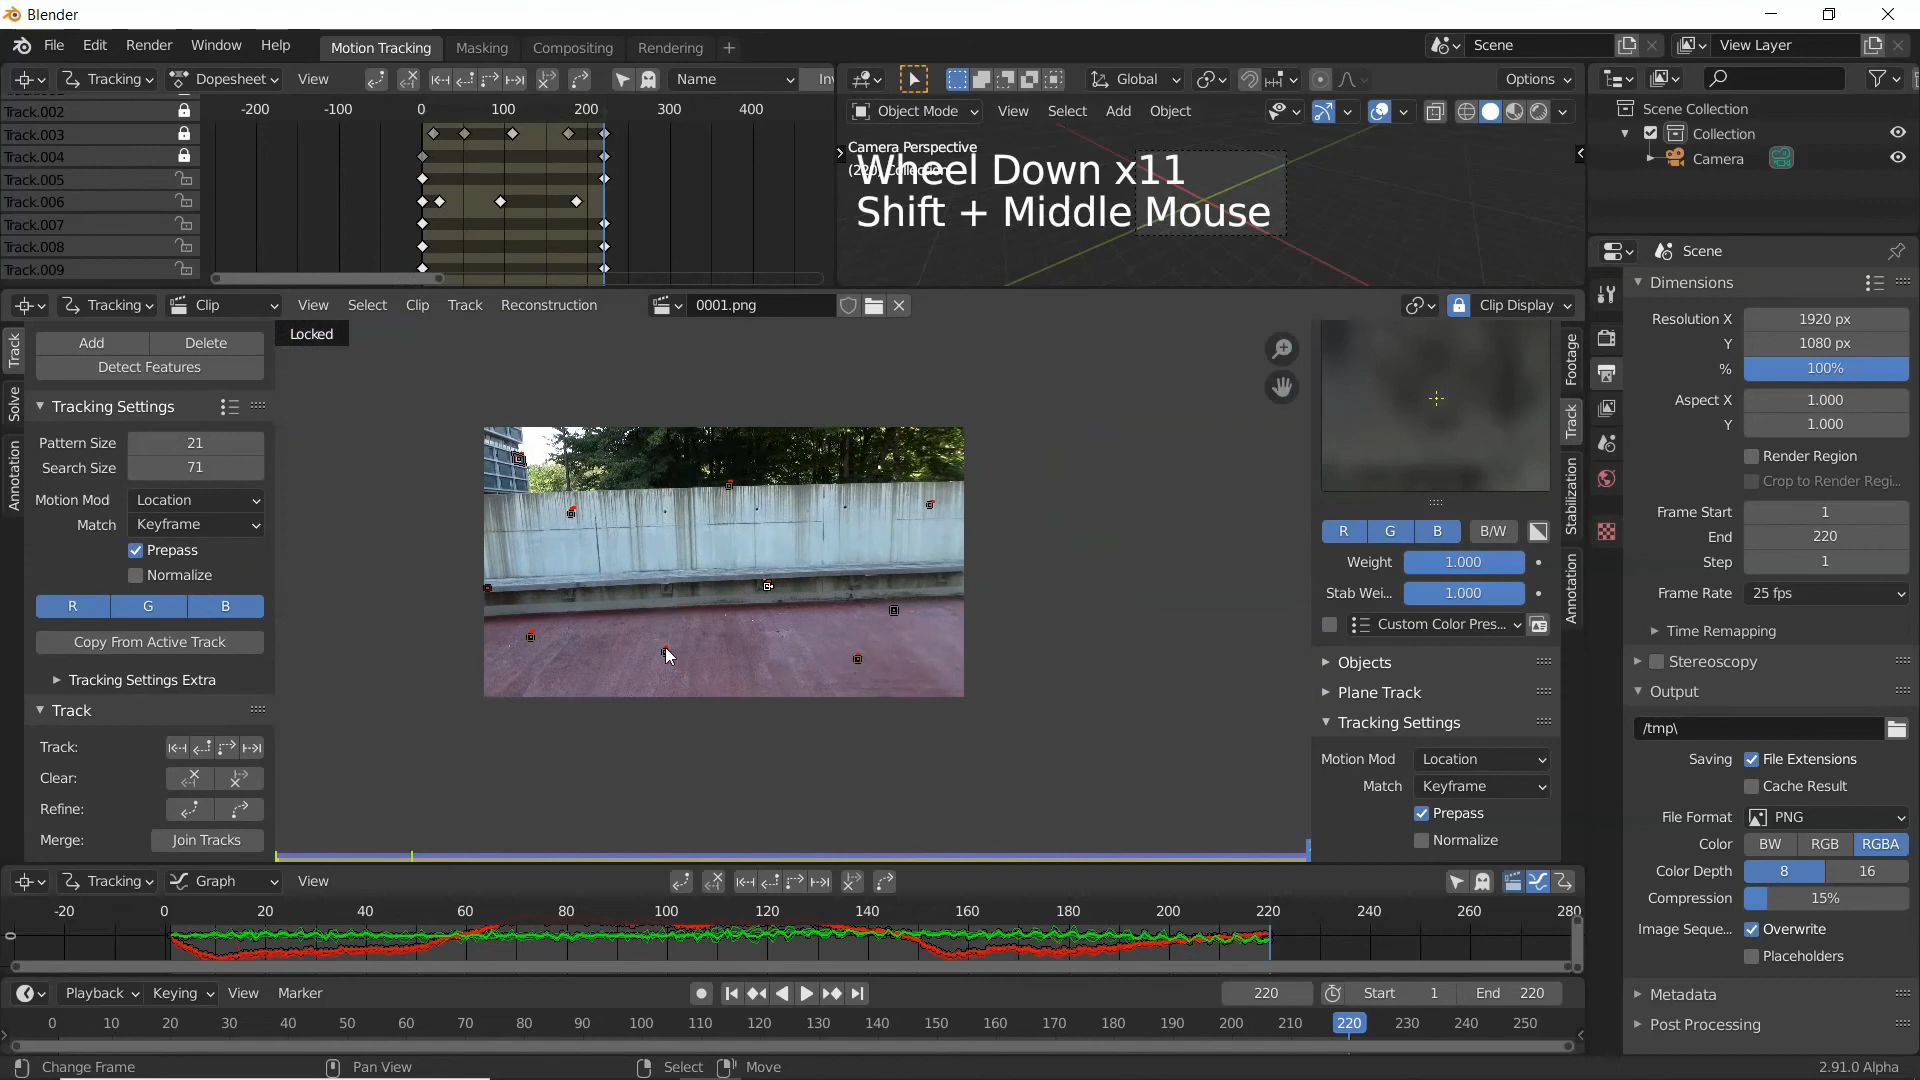 Blender
File Edit Render Window Help Motion Tracking Masking Compositing Rendering + Scene View Layer
Tracking Dopesheet View Name Inv Global Options
Track.002 -200 -100 0 100 200 300 400 Object Mode View Select Add Object Scene Collection
Track.003 Collection
Track.004 Camera Perspective Camera
Track.005 Wheel Down x11
Track.006 Shift + Middle Mouse
Track.007
Track.008
Track.009 Scene
Tracking Clip View Select Clip Track Reconstruction 0001.png Clip Display Dimensions
Locked Resolution X 1920 px
Add Delete Y 1080 px
Detect Features % 100%
Tracking Settings Aspect X 1.000
Pattern Size 21 Y 1.000
Search Size 71 Render Region
Motion Mod Location Crop to Render Regi...
Match Keyframe Frame Start 1
Prepass R G B B/W End 220
Normalize Weight 1.000 Step 1
R G B Stab Wei... 1.000 Frame Rate 25 fps
Copy From Active Track Custom Color Pres... Time Remapping
Tracking Settings Extra Objects Stereoscopy
Track Plane Track Output
Track: Tracking Settings /tmp\
Clear: Motion Mod Location Saving File Extensions
Refine: Match Keyframe Cache Result
Merge: Join Tracks Prepass File Format PNG
Normalize Color BW RGB RGBA
Track Solve Annotation
Footage Track Stabilization Annotation
Tracking Graph View Color Depth 8 16
-20 0 20 40 60 80 100 120 140 160 180 200 220 240 260 280 Compression 15%
0 Image Seque... Overwrite
Placeholders
Playback Keying View Marker 220 Start 1 End 220 Metadata
0 10 20 30 40 50 60 70 80 90 100 110 120 130 140 150 160 170 180 190 200 210 220 230 240 250 Post Processing
Change Frame Pan View Select Move 2.91.0 Alpha